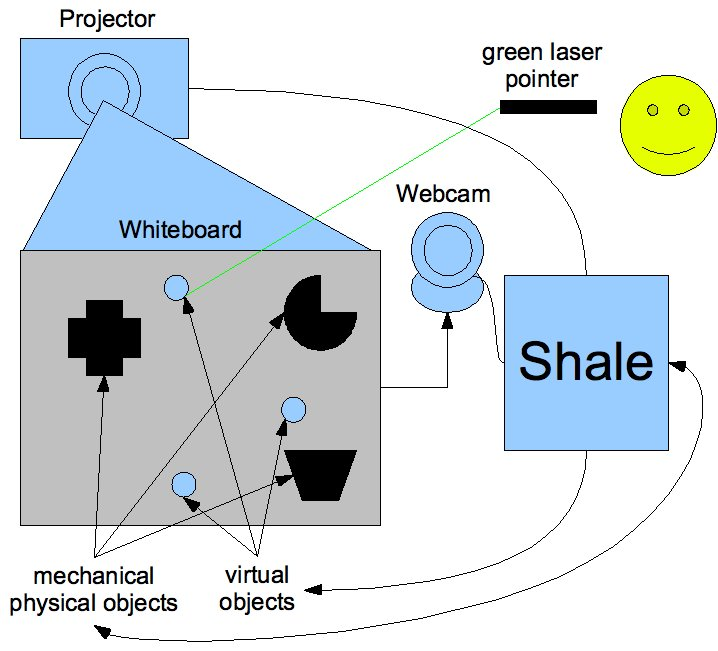 Projector
green laser
pointer
Webcam
Whiteboard
Shale
mechanical
physical objects
virtual
objects